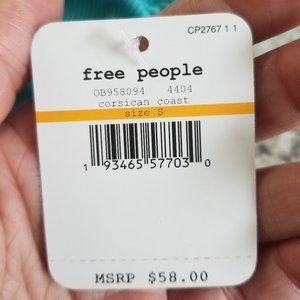 CP2767 1 1
free people
OB958094 4404
corsican coast
size S
1 93465 57703 0
MSRP $58.00